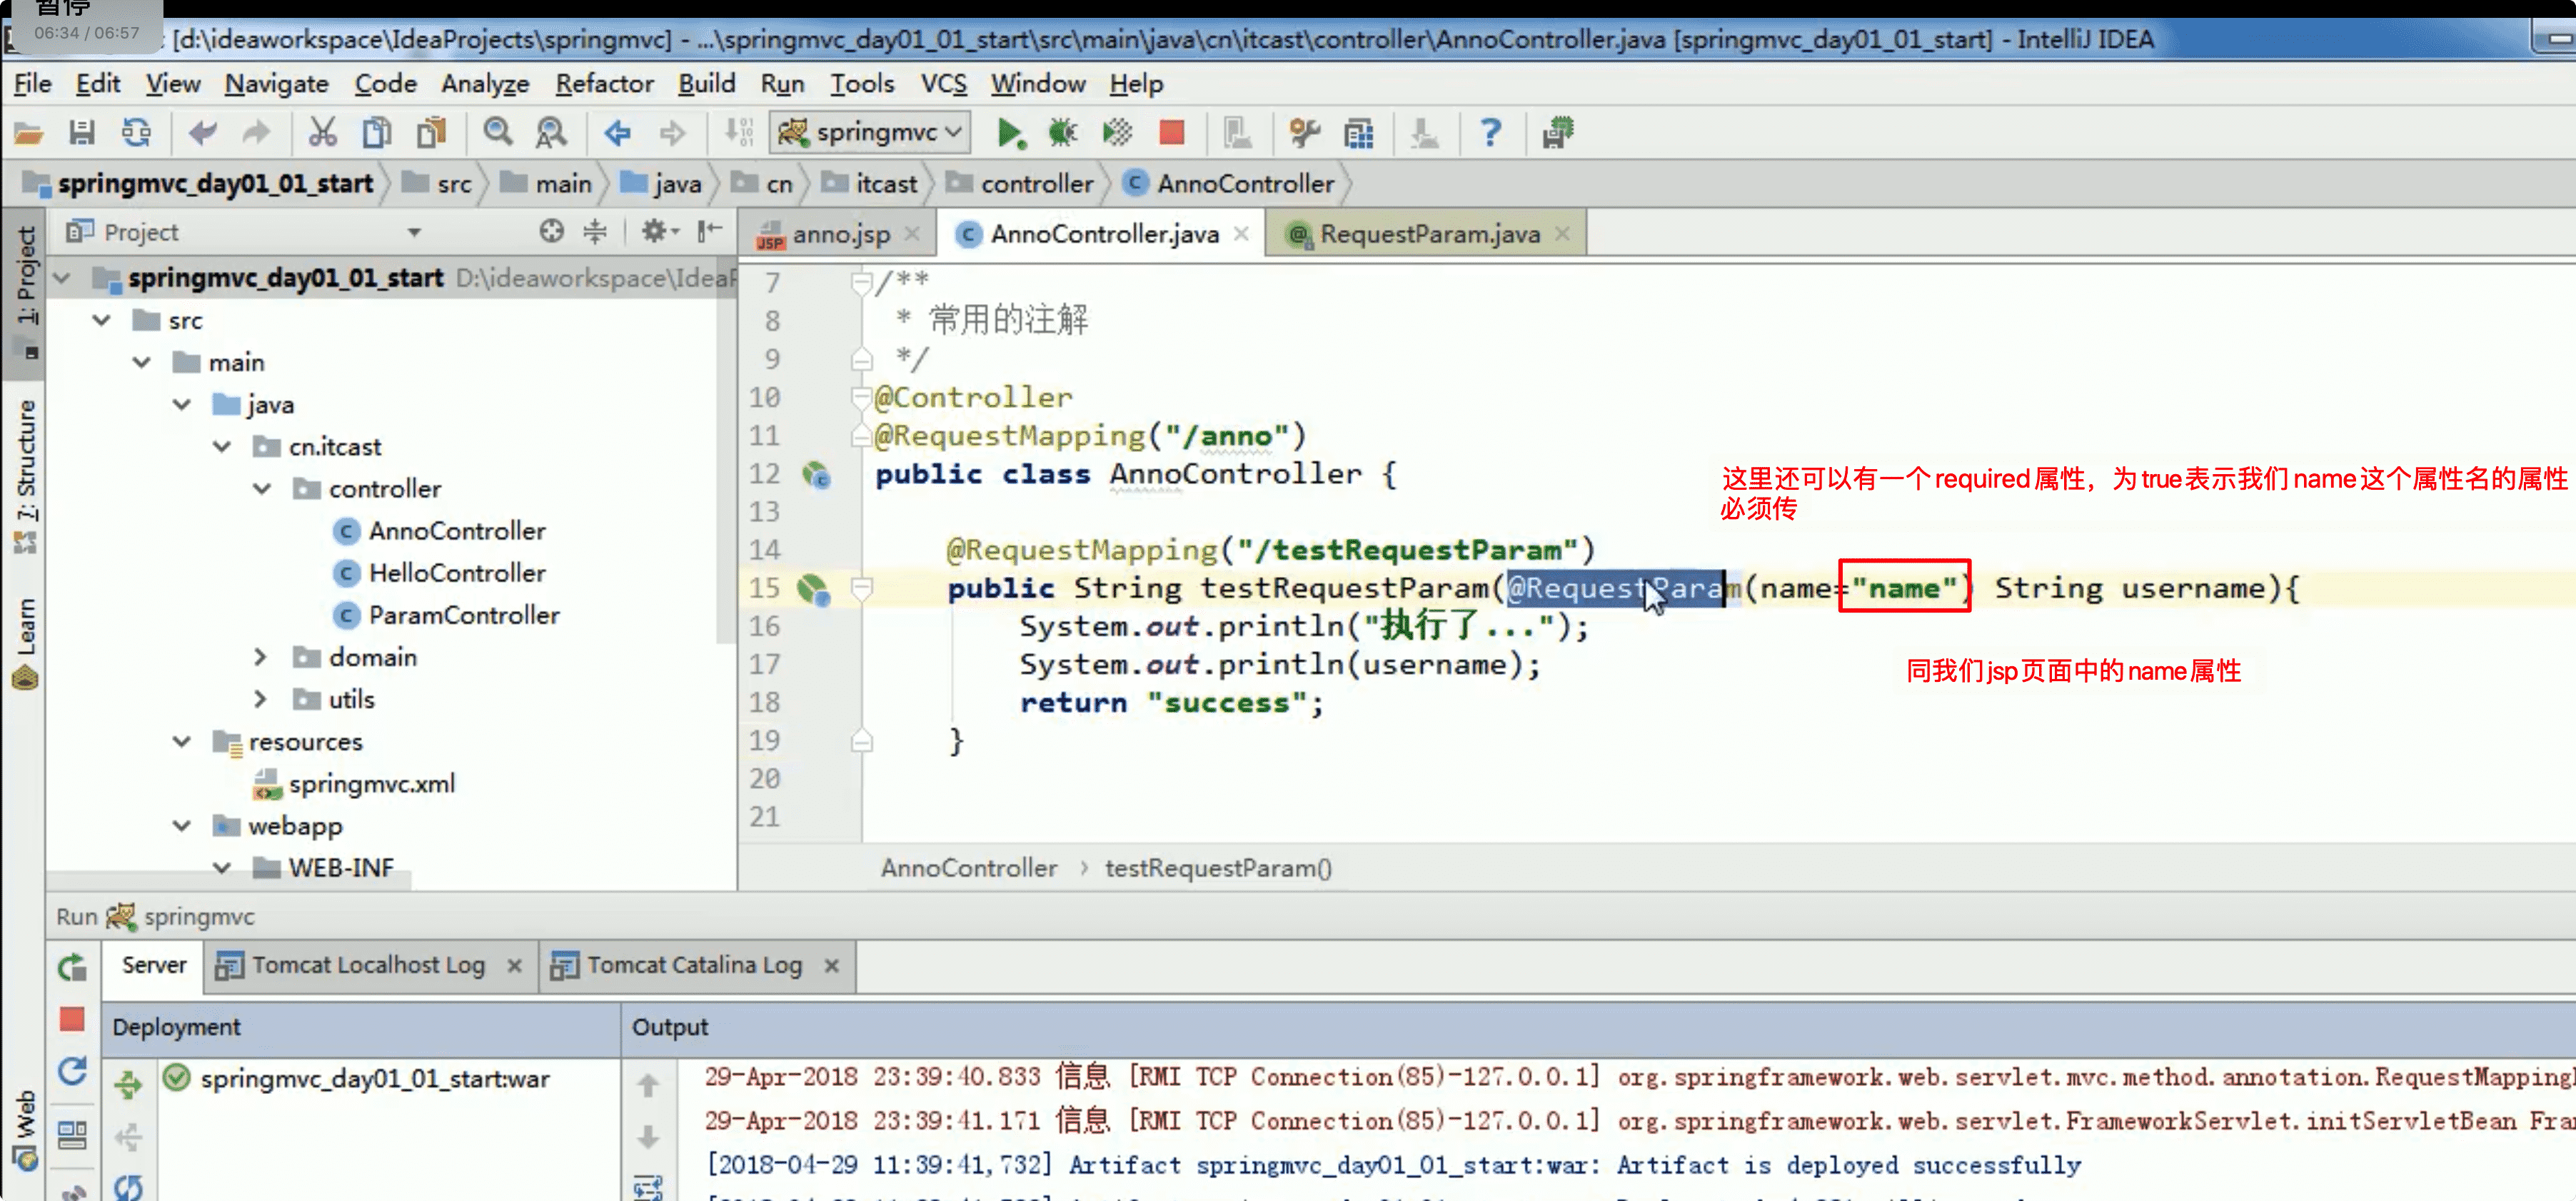 暂停
06:34 / 06:57
[d:\ideaworkspace\IdeaProjects\springmvc] - ...\springmvc_day01_01_start\src\main\java\cn\itcast\controller\AnnoController.java [springmvc_day01_01_start] - IntelliJ IDEA
File Edit View Navigate Code Analyze Refactor Build Run Tools VCS Window Help
springmvc
springmvc_day01_01_start src main java cn itcast controller AnnoController
Project
anno.jsp AnnoController.java RequestParam.java
1: Project
7: Structure
Learn
Web
springmvc_day01_01_start D:\ideaworkspace\IdeaP
src
main
java
cn.itcast
controller
AnnoController
HelloController
ParamController
domain
utils
resources
springmvc.xml
webapp
WEB-INF
7 /**
8 * 常用的注解
9 */
10 @Controller
11 @RequestMapping("/anno")
12 public class AnnoController {
13
14 @RequestMapping("/testRequestParam")
15 public String testRequestParam(@RequestParam(name="name") String username){
16 System.out.println("执行了...");
17 System.out.println(username);
18 return "success";
19 }
20
21
这里还可以有一个required属性，为true表示我们name这个属性名的属性
必须传
同我们jsp页面中的name属性
AnnoController › testRequestParam()
Run springmvc
Server Tomcat Localhost Log Tomcat Catalina Log
Deployment Output
springmvc_day01_01_start:war
29-Apr-2018 23:39:40.833 信息 [RMI TCP Connection(85)-127.0.0.1] org.springframework.web.servlet.mvc.method.annotation.RequestMapping
29-Apr-2018 23:39:41.171 信息 [RMI TCP Connection(85)-127.0.0.1] org.springframework.web.servlet.FrameworkServlet.initServletBean Fra
[2018-04-29 11:39:41,732] Artifact springmvc_day01_01_start:war: Artifact is deployed successfully